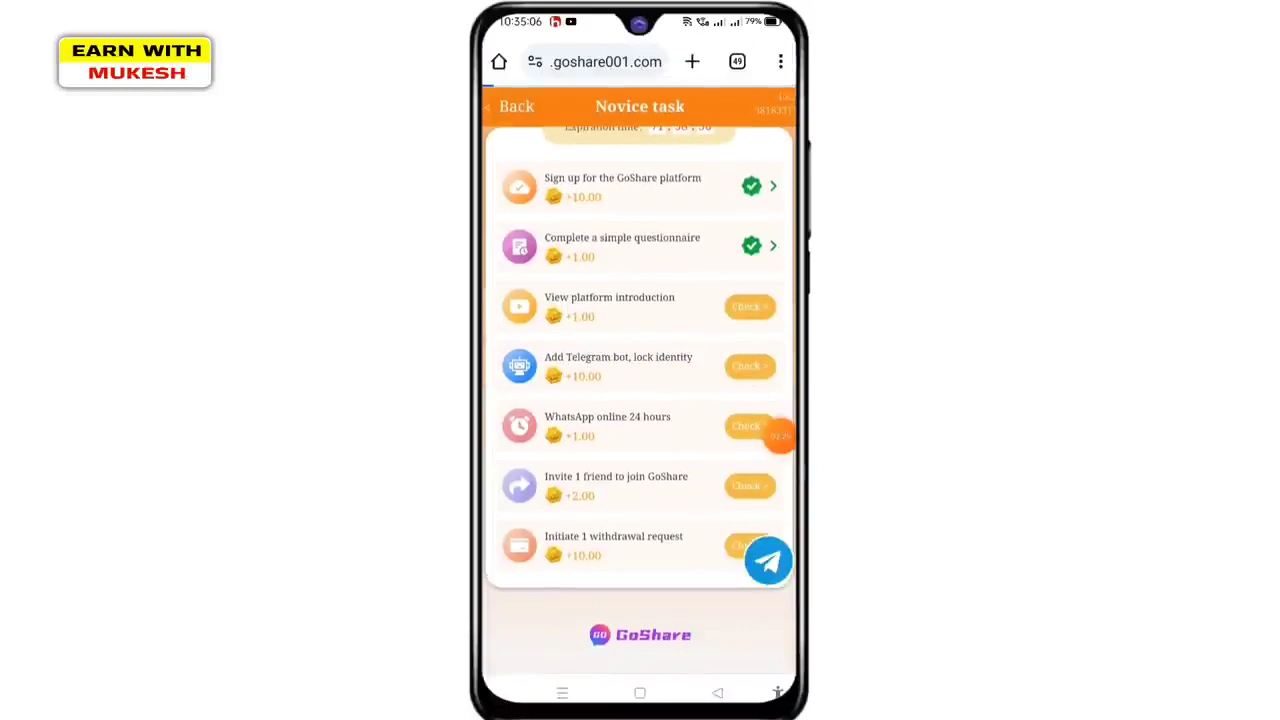 EARN WITH
MUKESH
10:35:06
79%
.goshare001.com
49
Back
Novice task
Expiration time:
Sign up for the GoShare platform
+10.00
Complete a simple questionnaire
+1.00
View platform introduction
+1.00
Check >
Add Telegram bot, lock identity
+10.00
Check >
WhatsApp online 24 hours
+1.00
Check
Invite 1 friend to join GoShare
+2.00
Check >
Initiate 1 withdrawal request
+10.00
GO GoShare